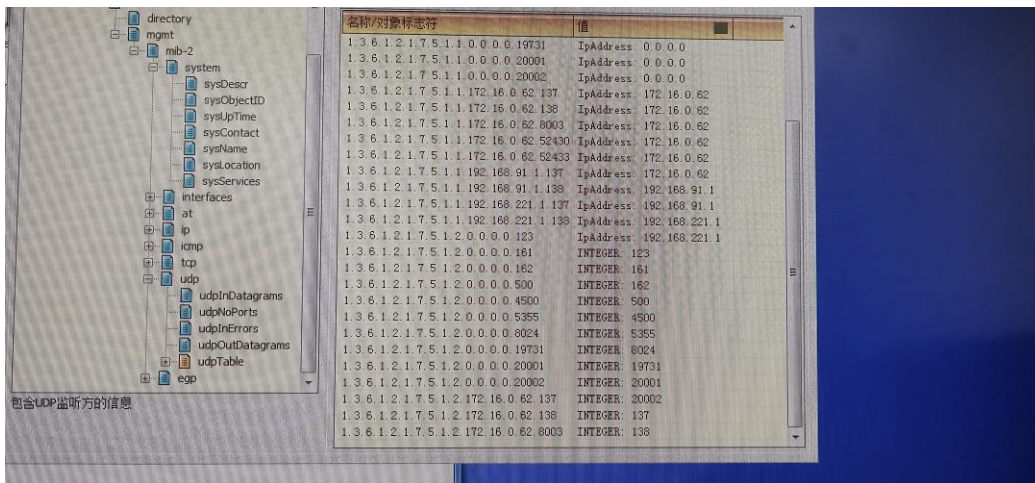 directory
mgmt
mib-2
system
sysDescr
sysObjectID
sysUpTime
sysContact
sysName
sysLocation
sysServices
interfaces
at
ip
icmp
tcp
udp
udpInDatagrams
udpNoPorts
udpInErrors
udpOutDatagrams
udpTable
egp
包含UDP监听方的信息
名称/对象标志符 值
1.3.6.1.2.1.7.5.1.1.0.0.0.0.19731 IpAddress: 0.0.0.0
1.3.6.1.2.1.7.5.1.1.0.0.0.0.20001 IpAddress: 0.0.0.0
1.3.6.1.2.1.7.5.1.1.0.0.0.0.20002 IpAddress: 0.0.0.0
1.3.6.1.2.1.7.5.1.1.172.16.0.62.137 IpAddress: 172.16.0.62
1.3.6.1.2.1.7.5.1.1.172.16.0.62.138 IpAddress: 172.16.0.62
1.3.6.1.2.1.7.5.1.1.172.16.0.62.8003 IpAddress: 172.16.0.62
1.3.6.1.2.1.7.5.1.1.172.16.0.62.52430 IpAddress: 172.16.0.62
1.3.6.1.2.1.7.5.1.1.172.16.0.62.52433 IpAddress: 172.16.0.62
1.3.6.1.2.1.7.5.1.1.192.168.91.1.137 IpAddress: 172.16.0.62
1.3.6.1.2.1.7.5.1.1.192.168.91.1.138 IpAddress: 192.168.91.1
1.3.6.1.2.1.7.5.1.1.192.168.221.1.137 IpAddress: 192.168.91.1
1.3.6.1.2.1.7.5.1.1.192.168.221.1.138 IpAddress: 192.168.221.1
1.3.6.1.2.1.7.5.1.2.0.0.0.0.123 IpAddress: 192.168.221.1
1.3.6.1.2.1.7.5.1.2.0.0.0.0.161 INTEGER: 123
1.3.6.1.2.1.7.5.1.2.0.0.0.0.162 INTEGER: 161
1.3.6.1.2.1.7.5.1.2.0.0.0.0.500 INTEGER: 162
1.3.6.1.2.1.7.5.1.2.0.0.0.0.4500 INTEGER: 500
1.3.6.1.2.1.7.5.1.2.0.0.0.0.5355 INTEGER: 4500
1.3.6.1.2.1.7.5.1.2.0.0.0.0.8024 INTEGER: 5355
1.3.6.1.2.1.7.5.1.2.0.0.0.0.19731 INTEGER: 8024
1.3.6.1.2.1.7.5.1.2.0.0.0.0.20001 INTEGER: 19731
1.3.6.1.2.1.7.5.1.2.0.0.0.0.20002 INTEGER: 20001
1.3.6.1.2.1.7.5.1.2.172.16.0.62.137 INTEGER: 20002
1.3.6.1.2.1.7.5.1.2.172.16.0.62.138 INTEGER: 137
1.3.6.1.2.1.7.5.1.2.172.16.0.62.8003 INTEGER: 138